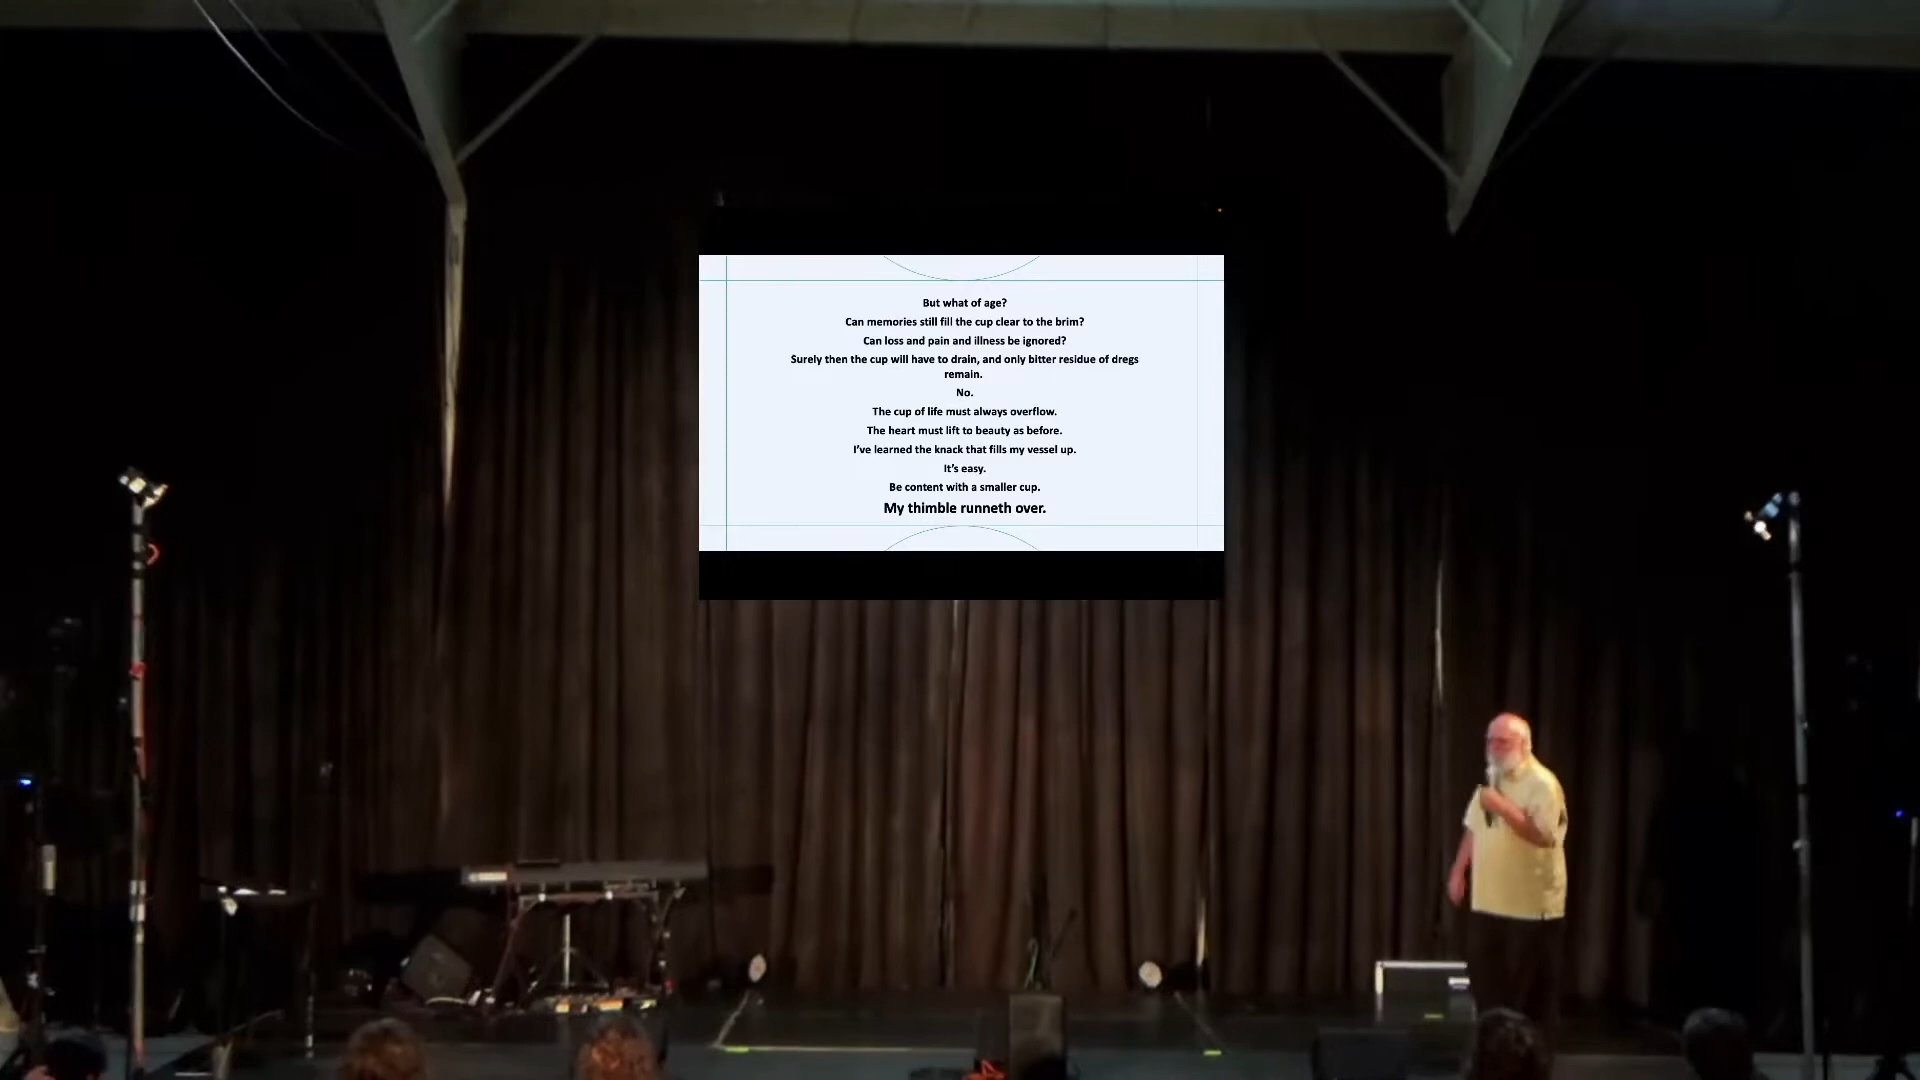 But what of age?
Can memories still fill the cup clear to the brim?
Can loss and pain and illness be ignored?
Surely then the cup will have to drain, and only bitter residue of dregs
remain.
No.
The cup of life must always overflow.
The heart must lift to beauty as before.
I've learned the knack that fills my vessel up.
It's easy.
Be content with a smaller cup.
My thimble runneth over.